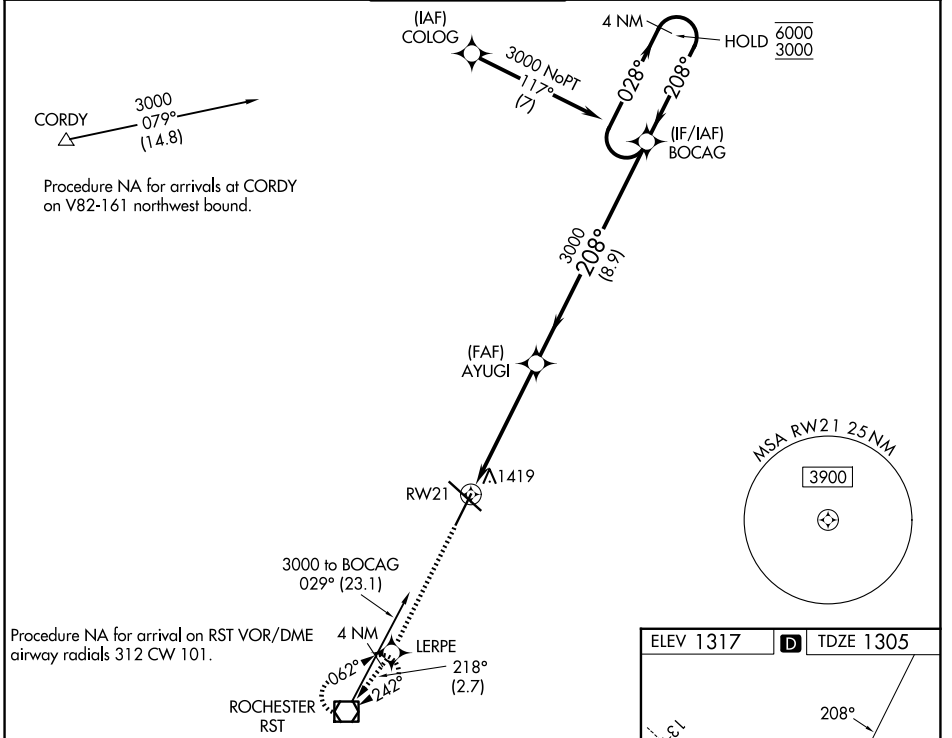 (IAF)
COLOG
3000 NoPT
117°
(7)
4 NM
HOLD
6000
3000
028°
208°
(IF/IAF)
BOCAG
CORDY
3000
079°
(14.8)
Procedure NA for arrivals at CORDY
on V82-161 northwest bound.
3000
208°
(8.9)
(FAF)
AYUGI
MSA RW21 25 NM
3900
1419
RW21
3000 to BOCAG
029° (23.1)
Procedure NA for arrival on RST VOR/DME
airway radials 312 CW 101.
4 NM
LERPE
062°
242°
218°
(2.7)
ROCHESTER
RST
ELEV 1317
D
TDZE 1305
208°